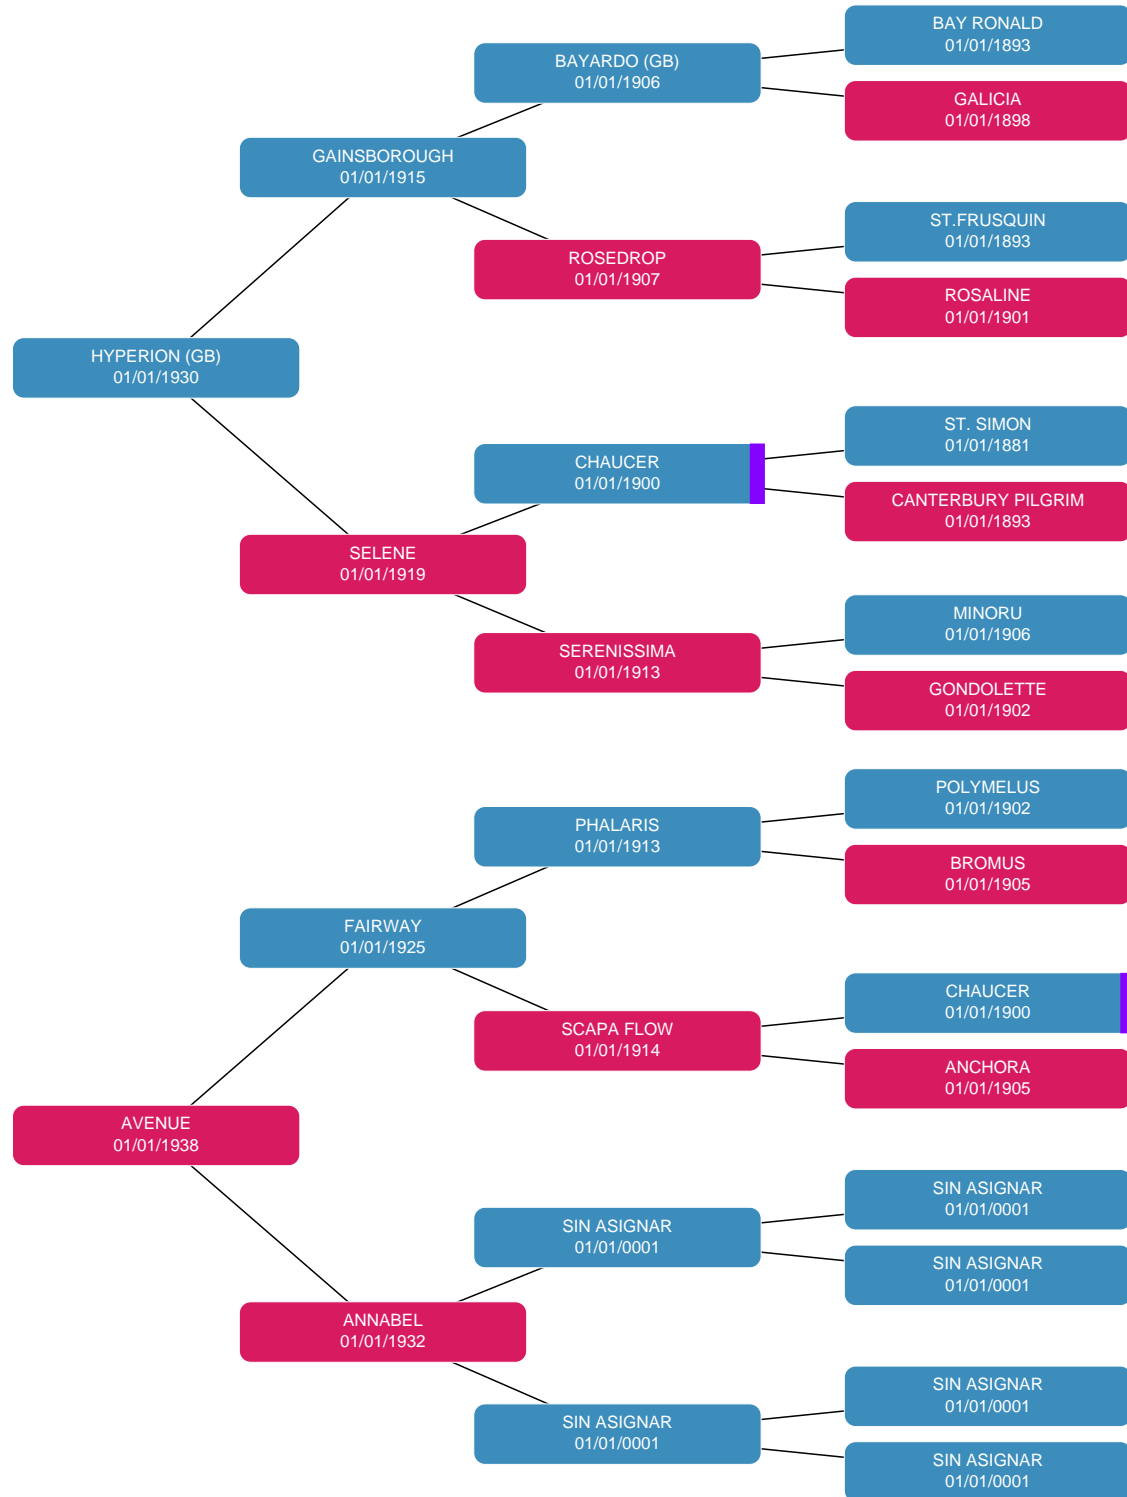 BAY RONALD
01/01/1893
BAYARDO (GB)
01/01/1906
GALICIA
01/01/1898
GAINSBOROUGH
01/01/1915
ST.FRUSQUIN
01/01/1893
ROSEDROP
01/01/1907
ROSALINE
01/01/1901
HYPERION (GB)
01/01/1930
ST. SIMON
01/01/1881
CHAUCER
01/01/1900
CANTERBURY PILGRIM
01/01/1893
SELENE
01/01/1919
MINORU
01/01/1906
SERENISSIMA
01/01/1913
GONDOLETTE
01/01/1902
POLYMELUS
01/01/1902
PHALARIS
01/01/1913
BROMUS
01/01/1905
FAIRWAY
01/01/1925
CHAUCER
01/01/1900
SCAPA FLOW
01/01/1914
ANCHORA
01/01/1905
AVENUE
01/01/1938
SIN ASIGNAR
01/01/0001
SIN ASIGNAR
01/01/0001
SIN ASIGNAR
01/01/0001
ANNABEL
01/01/1932
SIN ASIGNAR
01/01/0001
SIN ASIGNAR
01/01/0001
SIN ASIGNAR
01/01/0001